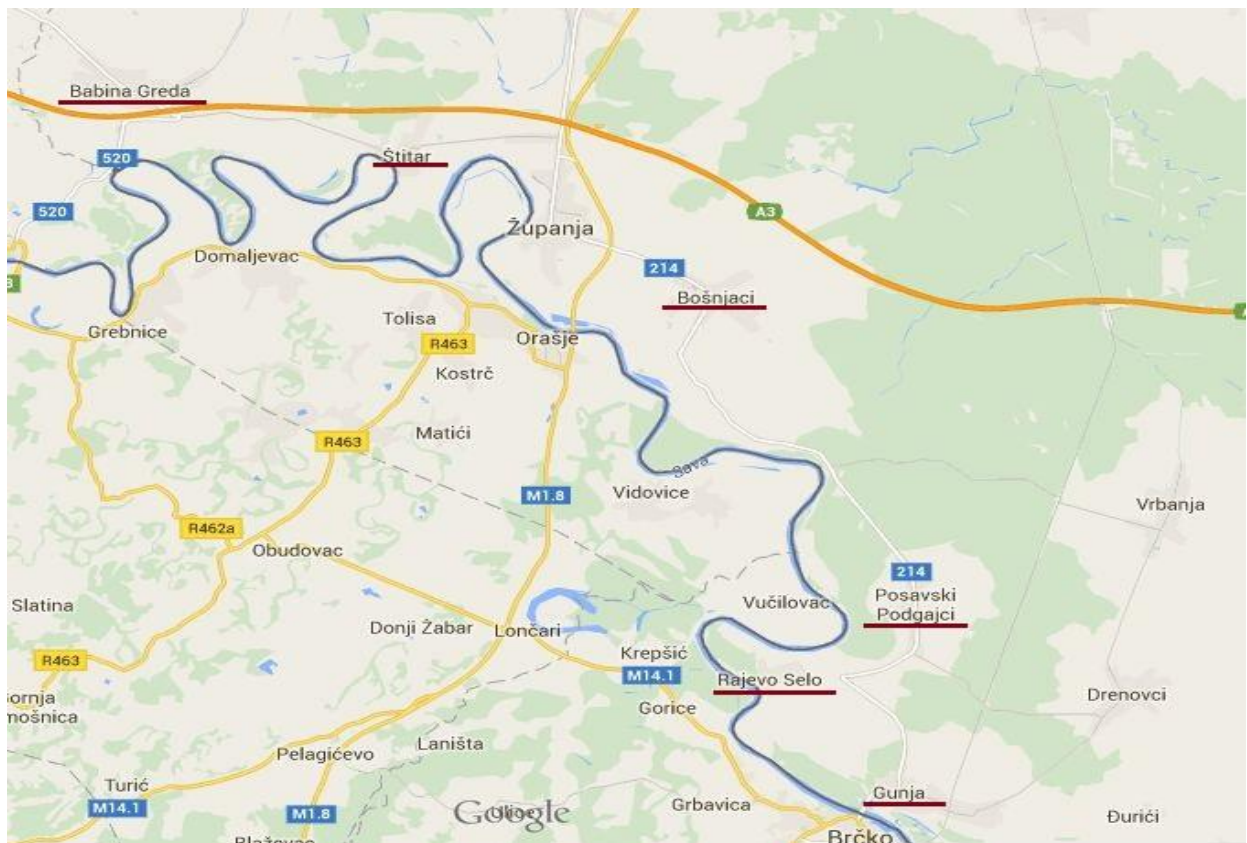 Babina Greda
520
Štitar
520
Županja
A3
Domaljevac
214
Bošnjaci
Grebnice
Tolisa
R463
Orašje
Kostrč
R463
Matići
Sava
M1.8
Vidovice
Vrbanja
R462a
Obudovac
214
Posavski
Podgajci
Slatina
Vučilovac
Donji Žabar
Lončari
R463
Krepšić
M14.1
Rajevo Selo
Drenovci
Gorice
Pelagićevo
Laništa
Turić
M14.1
M1.8
Google
Grbavica
Gunja
Đurići
Brčko